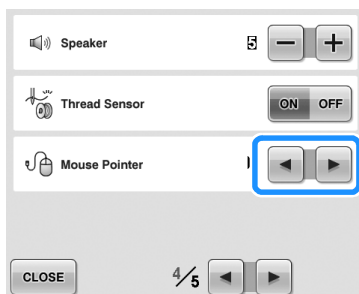 Speaker 5 − +
Thread Sensor ON OFF
Mouse Pointer
CLOSE 4/5